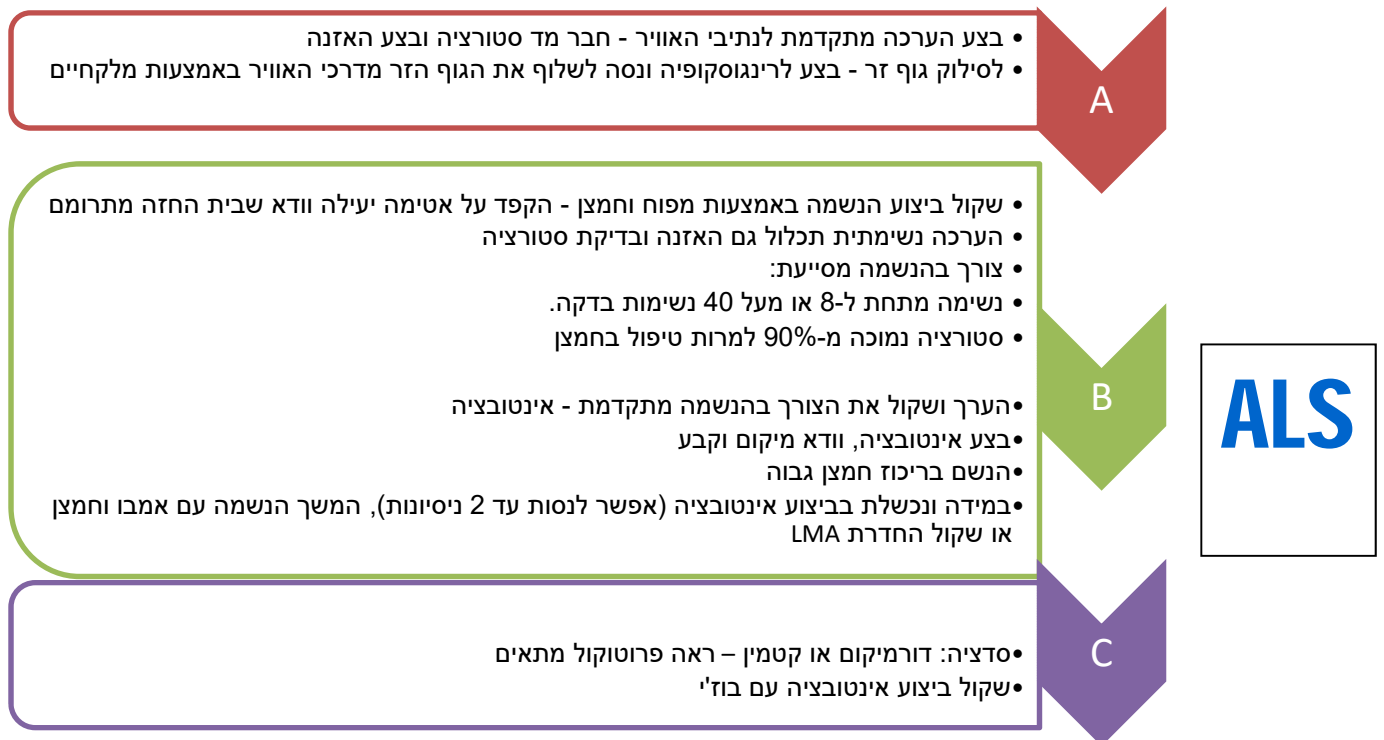 • בצע הערכה מתקדמת לנתיבי האוויר - חבר מד סטורציה ובצע האזנה
• לסילוק גוף זר - בצע לרינגוסקופיה ונסה לשלוף את הגוף הזר מדרכי האוויר באמצעות מלקחיים
A
• שקול ביצוע הנשמה באמצעות מפוח וחמצן - הקפד על אטימה יעילה וודא שבית החזה מתרומם
• הערכה נשימתית תכלול גם האזנה ובדיקת סטורציה
• צורך בהנשמה מסייעת:
• נשימה מתחת ל-8 או מעל 40 נשימות בדקה.
• סטורציה נמוכה מ-90% למרות טיפול בחמצן
•הערך ושקול את הצורך בהנשמה מתקדמת - אינטובציה
•בצע אינטובציה, וודא מיקום וקבע
•הנשם בריכוז חמצן גבוה
•במידה ונכשלת בביצוע אינטובציה (אפשר לנסות עד 2 ניסיונות), המשך הנשמה עם אמבו וחמצן
או שקול החדרת LMA
B
ALS
•סדציה: דורמיקום או קטמין – ראה פרוטוקול מתאים
•שקול ביצוע אינטובציה עם בוז'י
C